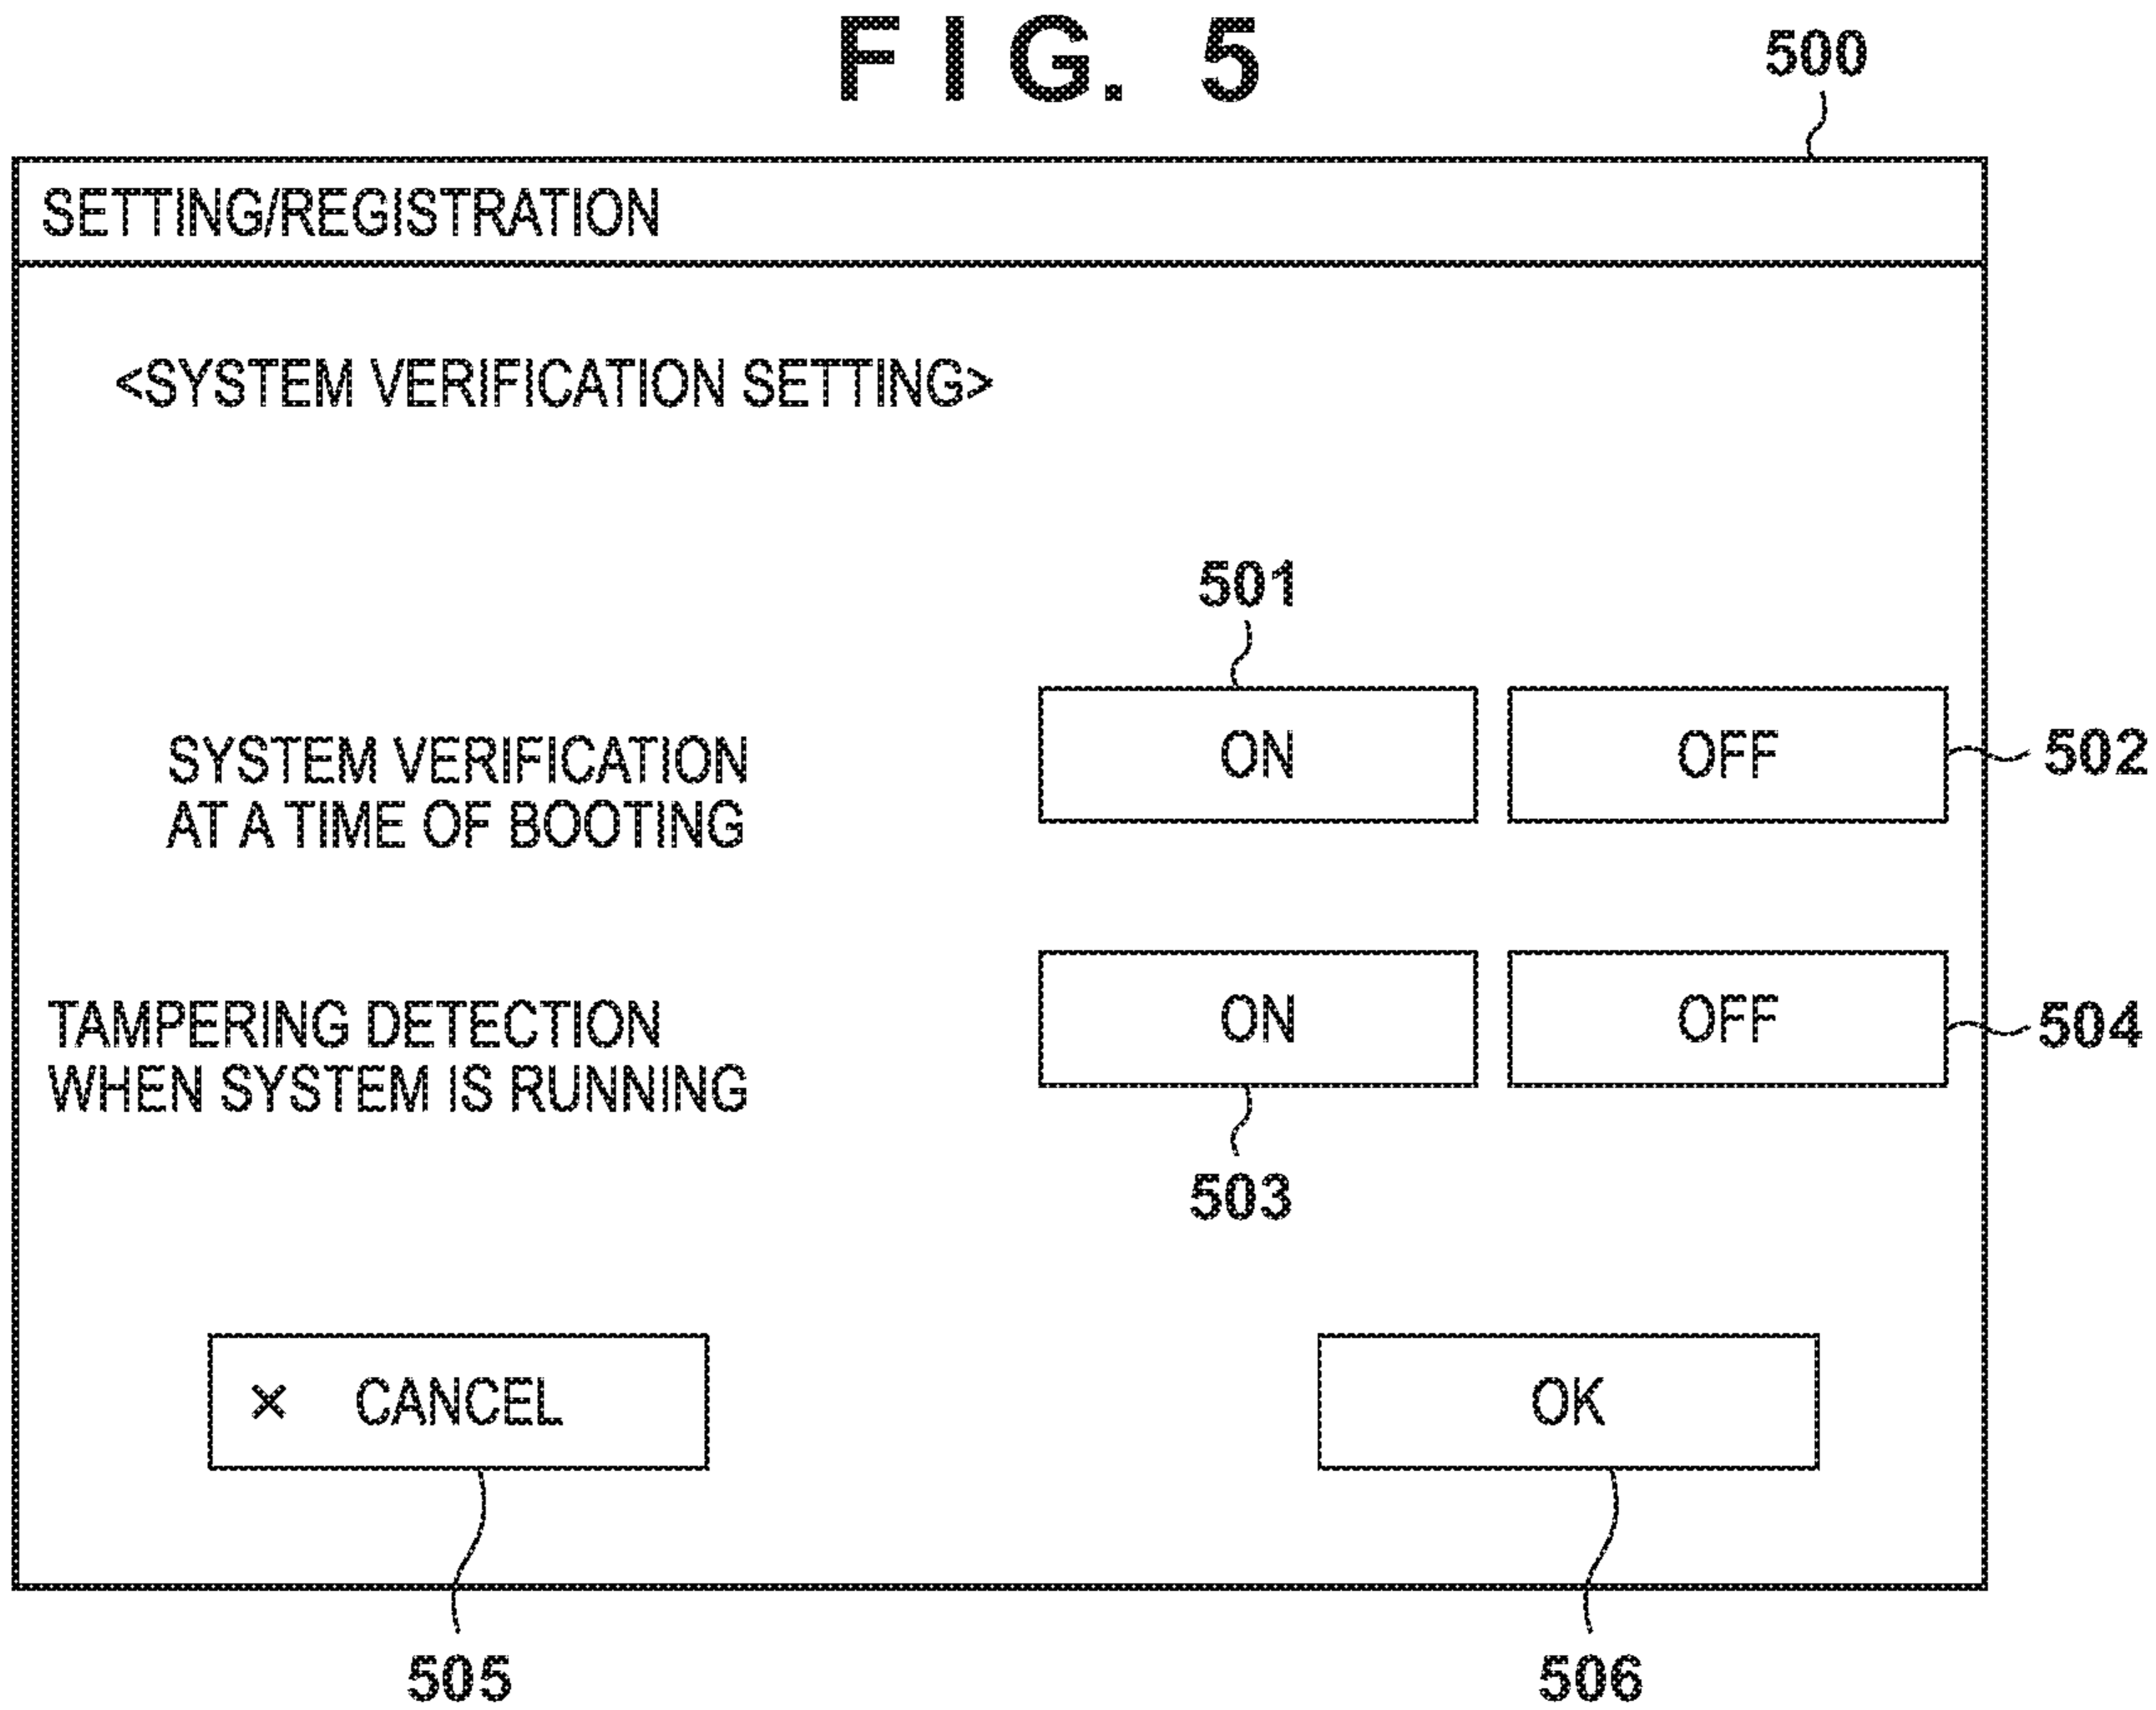 FIG. 5
500
SETTING/REGISTRATION
<SYSTEM VERIFICATION SETTING>
501
SYSTEM VERIFICATION
AT A TIME OF BOOTING
ON
OFF
502
TAMPERING DETECTION
WHEN SYSTEM IS RUNNING
ON
OFF
504
503
× CANCEL
OK
505
506